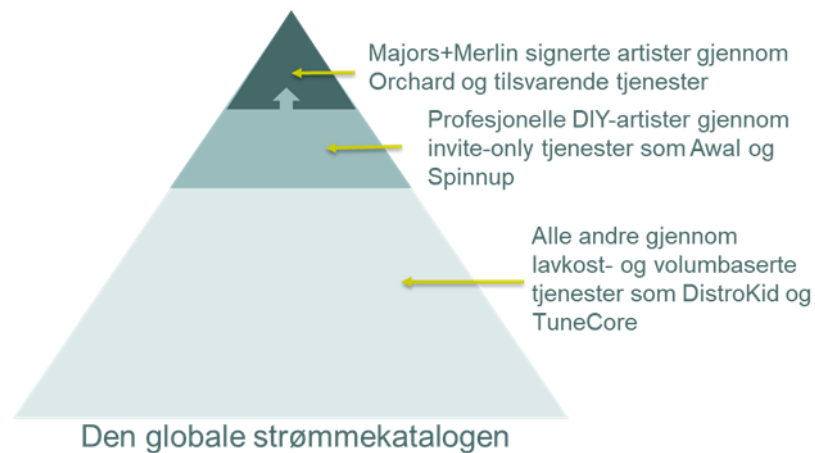 Majors+Merlin signerte artister gjennom
Orchard og tilsvarende tjenester
Profesjonelle DIY-artister gjennom
invite-only tjenester som Awal og
Spinnup
Alle andre gjennom
lavkost- og volumbaserte
tjenester som DistroKid og
TuneCore
Den globale strømmekatalogen